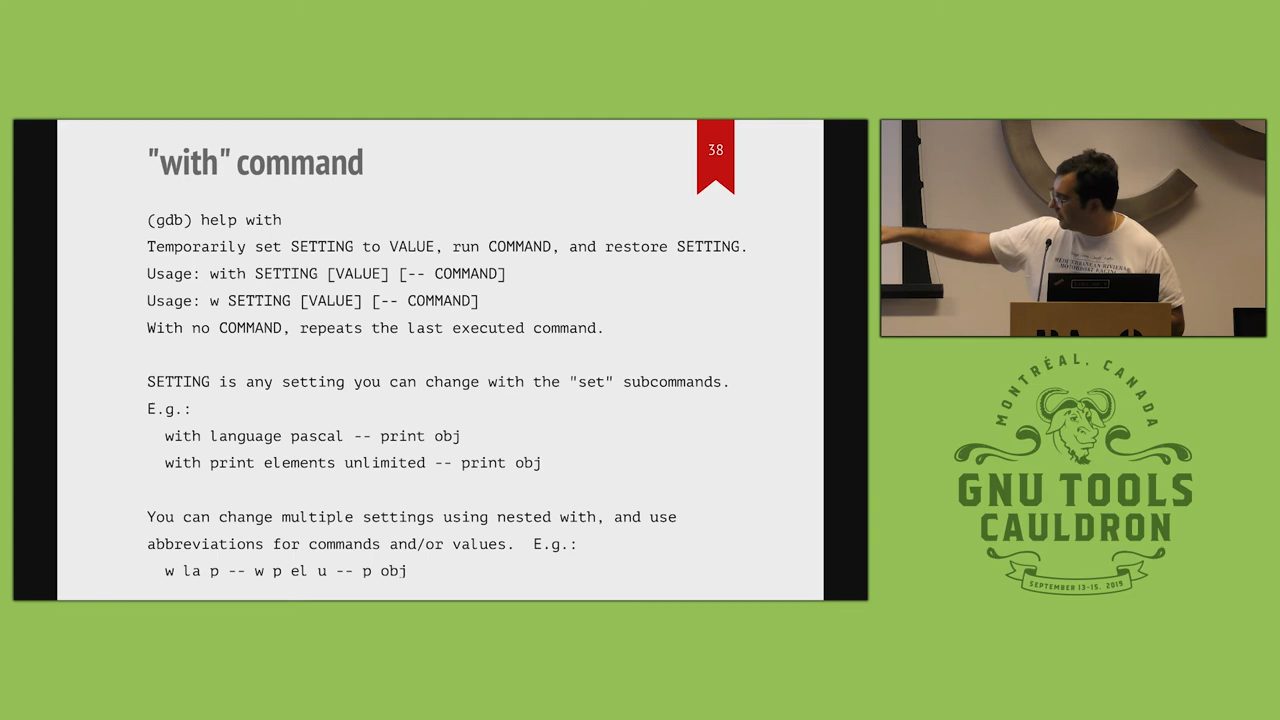 "with" command
38
(gdb) help with
Temporarily set SETTING to VALUE, run COMMAND, and restore SETTING.
Usage: with SETTING [VALUE] [-- COMMAND]
Usage: w SETTING [VALUE] [-- COMMAND]
With no COMMAND, repeats the last executed command.
SETTING is any setting you can change with the "set" subcommands.
E.g.:
with language pascal -- print obj
with print elements unlimited -- print obj
You can change multiple settings using nested with, and use
abbreviations for commands and/or values.  E.g.:
w la p -- w p el u -- p obj
MONTRÉAL, CANADA
GNU TOOLS
CAULDRON
SEPTEMBER 13-15, 2019